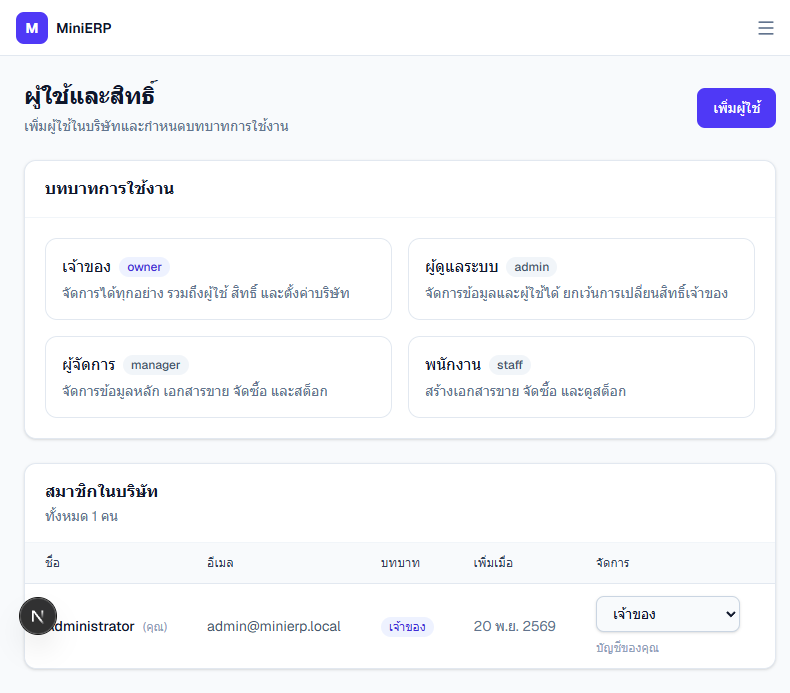 M MiniERP
ผู้ใช้และสิทธิ์
เพิ่มผู้ใช้ในบริษัทและกำหนดบทบาทการใช้งาน
เพิ่มผู้ใช้
บทบาทการใช้งาน
เจ้าของ owner
จัดการได้ทุกอย่าง รวมถึงผู้ใช้ สิทธิ์ และตั้งค่าบริษัท
ผู้ดูแลระบบ admin
จัดการข้อมูลและผู้ใช้ได้ ยกเว้นการเปลี่ยนสิทธิ์เจ้าของ
ผู้จัดการ manager
จัดการข้อมูลหลัก เอกสารขาย จัดซื้อ และสต็อก
พนักงาน staff
สร้างเอกสารขาย จัดซื้อ และดูสต็อก
สมาชิกในบริษัท
ทั้งหมด 1 คน
ชื่อ อีเมล บทบาท เพิ่มเมื่อ จัดการ
N dministrator (คุณ) admin@minierp.local เจ้าของ 20 พ.ย. 2569 เจ้าของ
บัญชีของคุณ